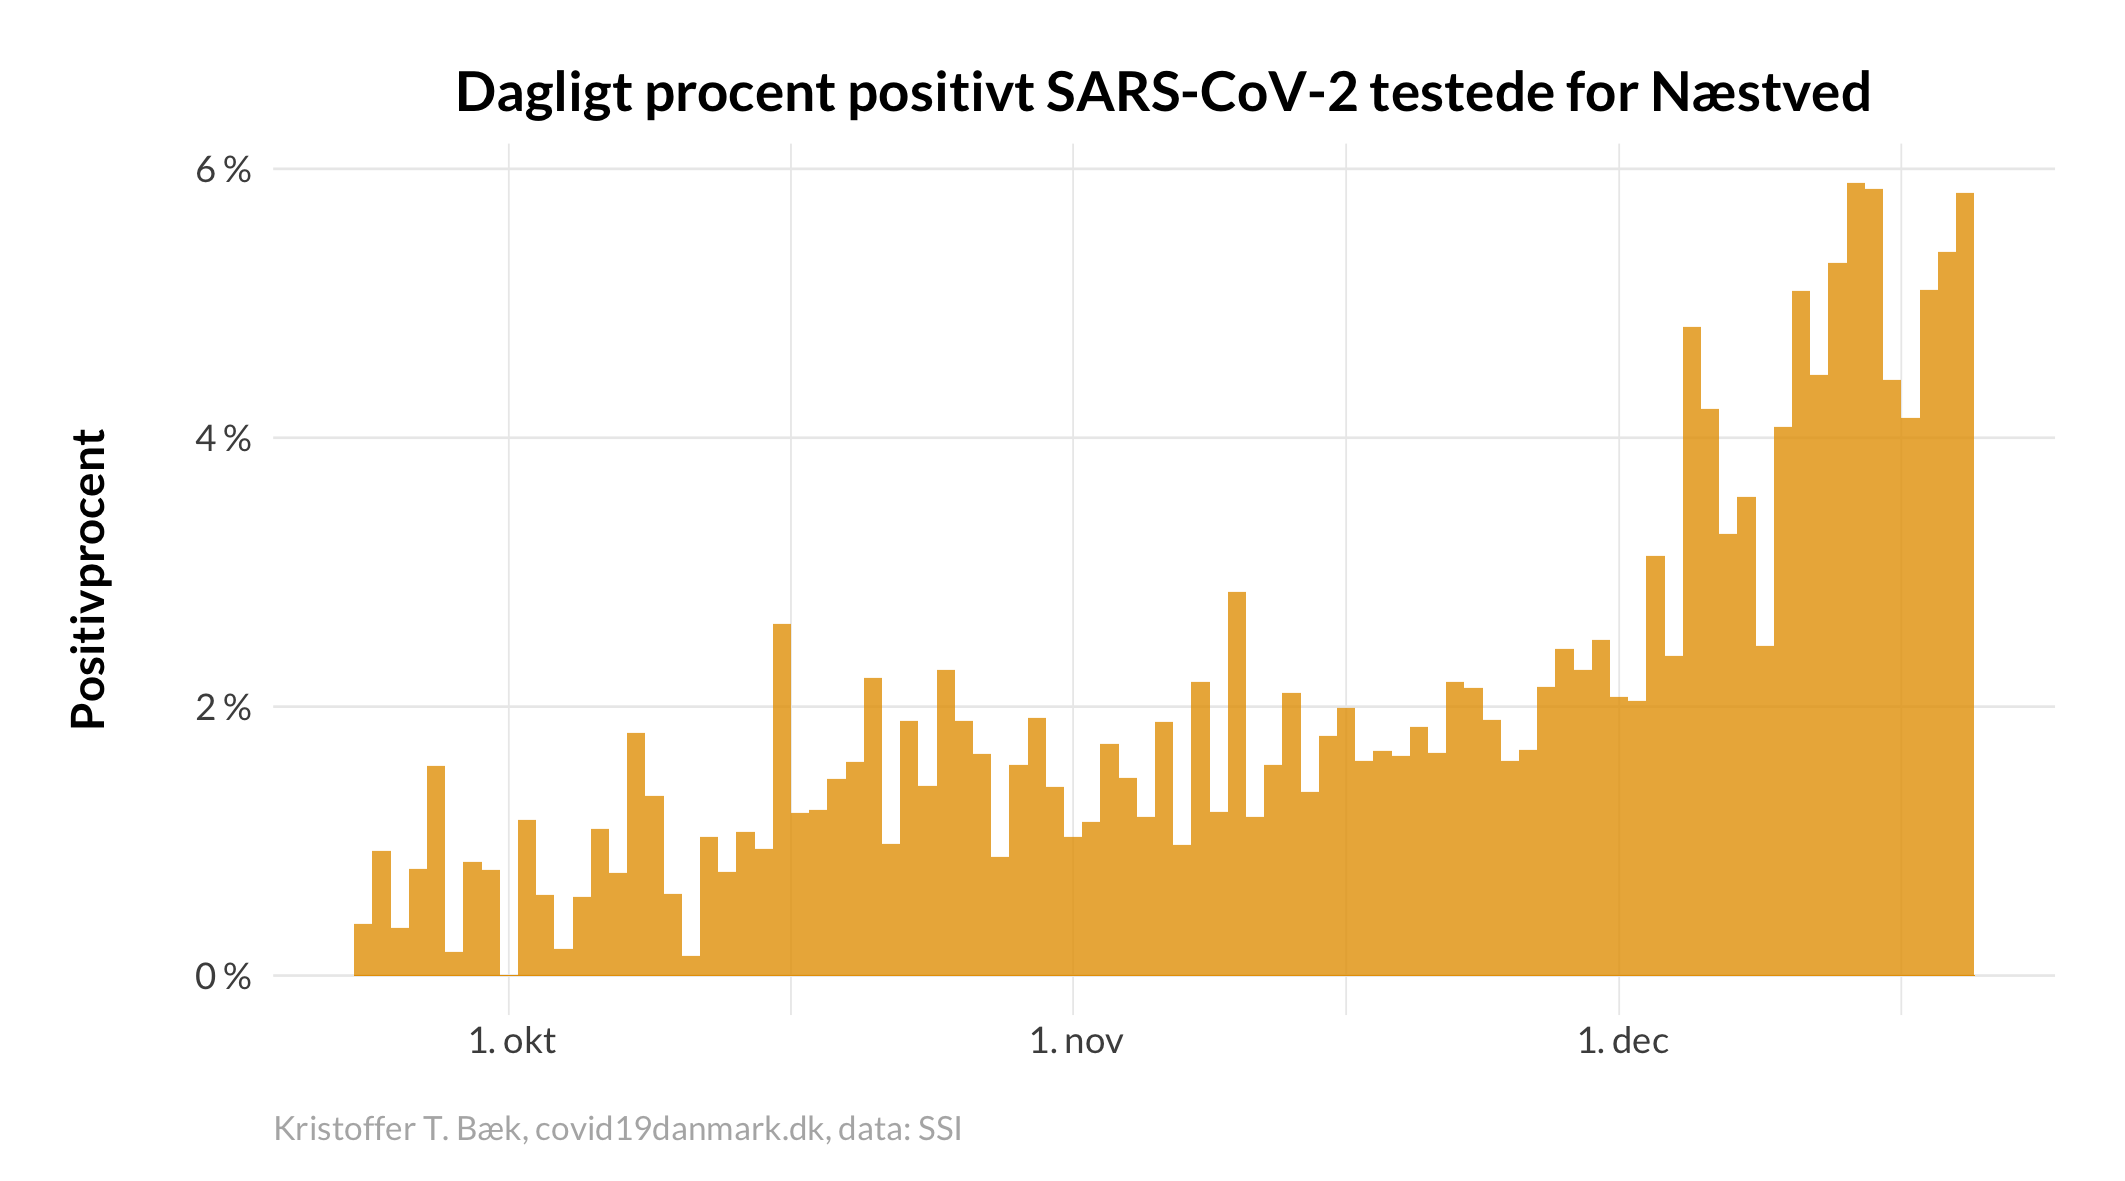 Dagligt procent positivt SARS-CoV-2 testede for Næstved
Positivprocent
6 %
4 %
2 %
0 %
1. okt
1. nov
1. dec
Kristoffer T. Bæk, covid19danmark.dk, data: SSI